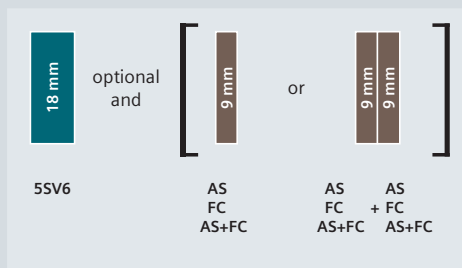 18 mm
optional
and
9 mm
or
9 mm
9 mm
5SV6
AS
FC
AS+FC
AS AS
FC + FC
AS+FC AS+FC